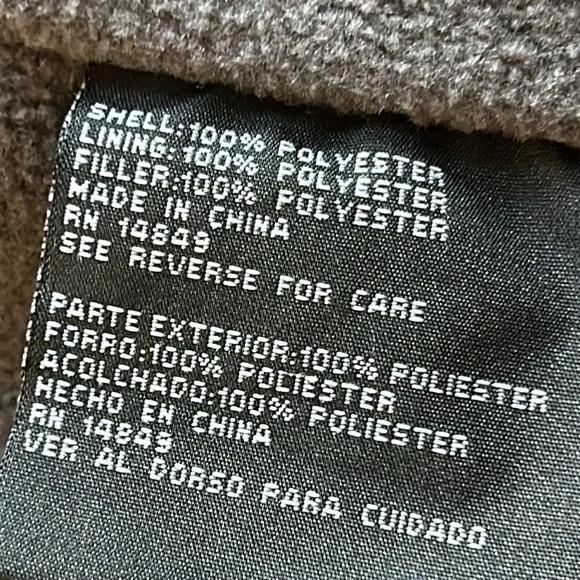 SHELL:100% POLYESTER
LINING:100% POLYESTER
FILLER:100% POLYESTER
MADE IN CHINA
RN 14849
SEE REVERSE FOR CARE
PARTE EXTERIOR:100% POLIESTER
FORRO:100% POLIESTER
ACOLCHADO:100% POLIESTER
HECHO EN CHINA
RN 14849
VER AL DORSO PARA CUIDADO